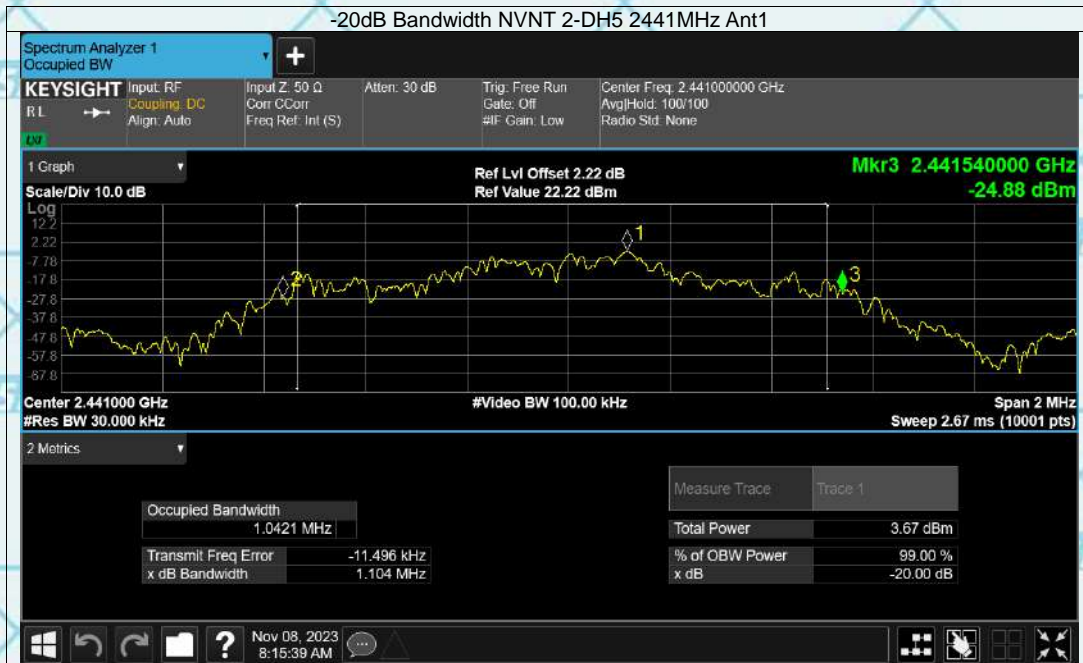 -20dB Bandwidth NVNT 2-DH5 2441MHz Ant1
Spectrum Analyzer 1
Occupied BW
+
KEYSIGHT
R L
LXI
Input: RF
Coupling: DC
Align: Auto
Input Z: 50 Ω
Corr CCorr
Freq Ref: Int (S)
Atten: 30 dB
Trig: Free Run
Gate: Off
#IF Gain: Low
Center Freq: 2.441000000 GHz
Avg|Hold: 100/100
Radio Std: None
1 Graph
Scale/Div 10.0 dB
Ref Lvl Offset 2.22 dB
Ref Value 22.22 dBm
Mkr3 2.441540000 GHz
-24.88 dBm
Log
12.2
2.22
-7.78
-17.8
-27.8
-37.8
-47.8
-57.8
-67.8
1
2
3
Center 2.441000 GHz
#Res BW 30.000 kHz
#Video BW 100.00 kHz
Span 2 MHz
Sweep 2.67 ms (10001 pts)
2 Metrics
Occupied Bandwidth
1.0421 MHz
Transmit Freq Error -11.496 kHz
x dB Bandwidth 1.104 MHz
Measure Trace Trace 1
Total Power 3.67 dBm
% of OBW Power 99.00 %
x dB -20.00 dB
?
Nov 08, 2023
8:15:39 AM